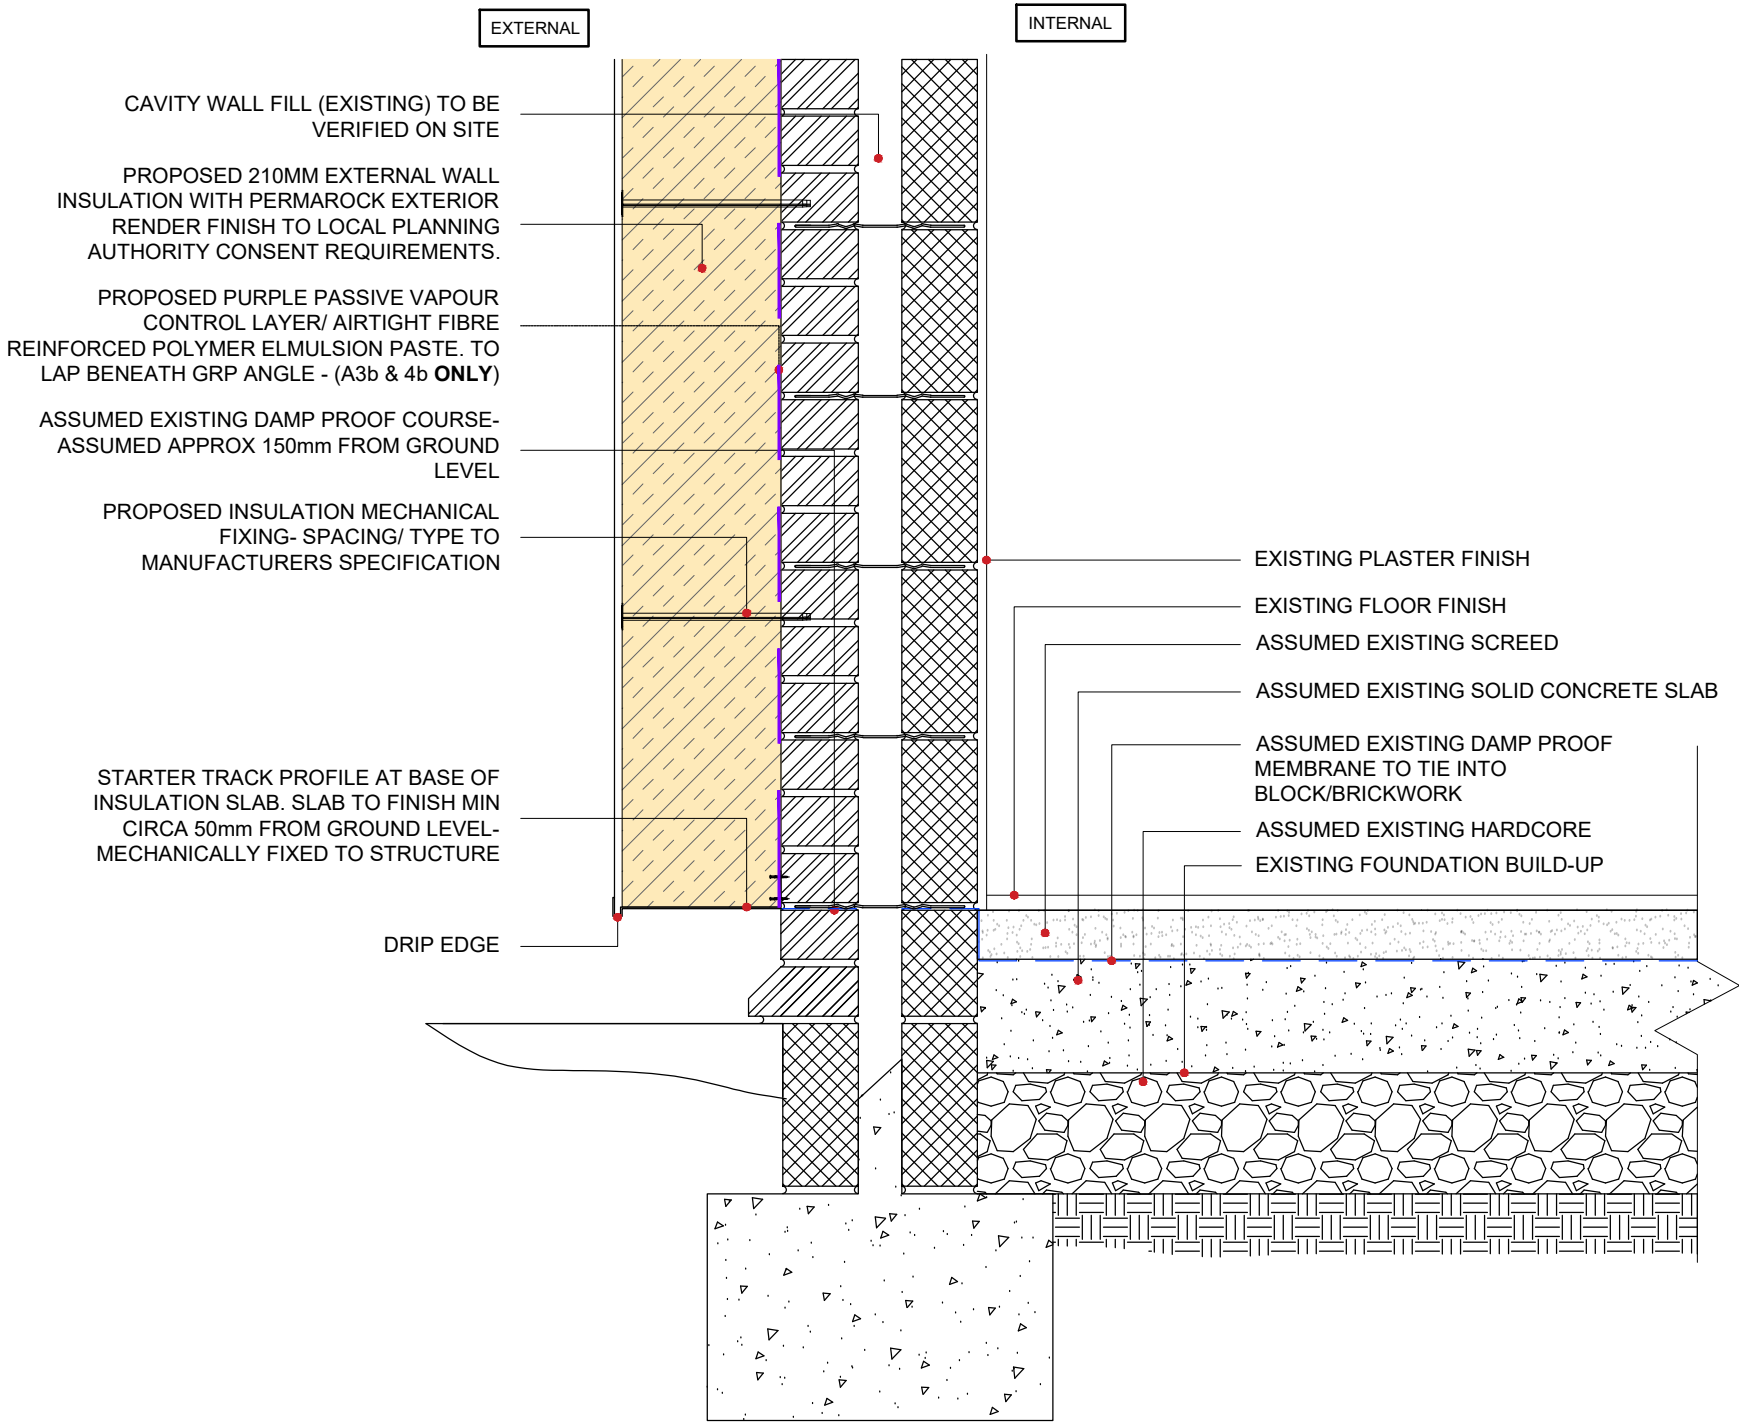 EXTERNAL
INTERNAL
CAVITY WALL FILL (EXISTING) TO BE
VERIFIED ON SITE
PROPOSED 210MM EXTERNAL WALL
INSULATION WITH PERMAROCK EXTERIOR
RENDER FINISH TO LOCAL PLANNING
AUTHORITY CONSENT REQUIREMENTS.
PROPOSED PURPLE PASSIVE VAPOUR
CONTROL LAYER/ AIRTIGHT FIBRE
REINFORCED POLYMER ELMULSION PASTE. TO
LAP BENEATH GRP ANGLE - (A3b & 4b ONLY)
ASSUMED EXISTING DAMP PROOF COURSE-
ASSUMED APPROX 150mm FROM GROUND
LEVEL
PROPOSED INSULATION MECHANICAL
FIXING- SPACING/ TYPE TO
MANUFACTURERS SPECIFICATION
STARTER TRACK PROFILE AT BASE OF
INSULATION SLAB. SLAB TO FINISH MIN
CIRCA 50mm FROM GROUND LEVEL-
MECHANICALLY FIXED TO STRUCTURE
DRIP EDGE
EXISTING PLASTER FINISH
EXISTING FLOOR FINISH
ASSUMED EXISTING SCREED
ASSUMED EXISTING SOLID CONCRETE SLAB
ASSUMED EXISTING DAMP PROOF
MEMBRANE TO TIE INTO
BLOCK/BRICKWORK
ASSUMED EXISTING HARDCORE
EXISTING FOUNDATION BUILD-UP